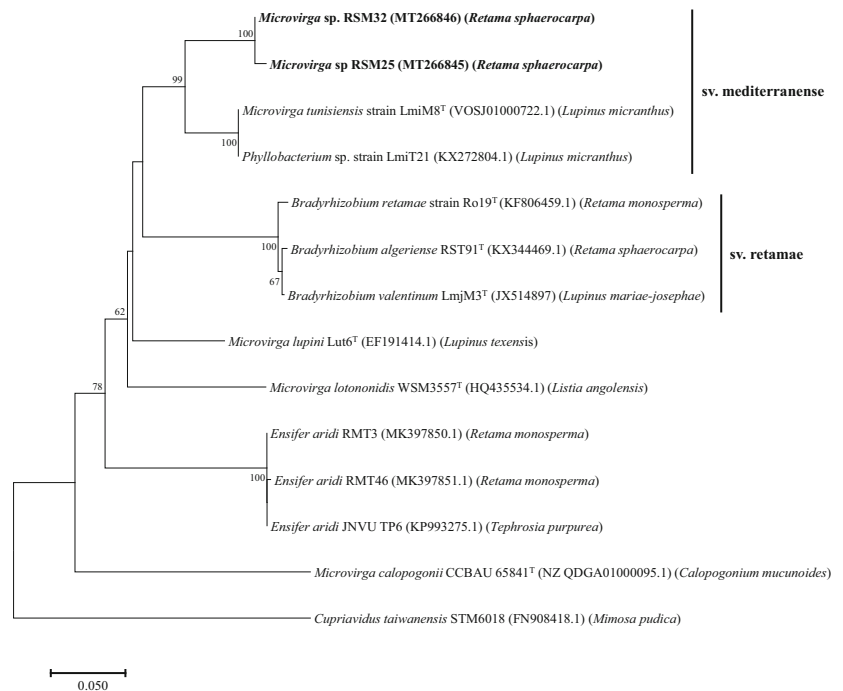 Microvirga sp. RSM32 (MT266846) (Retama sphaerocarpa)
100
Microvirga sp RSM25 (MT266845) (Retama sphaerocarpa)
99
sv. mediterranense
Microvirga tunisiensis strain LmiM8ᵀ (VOSJ01000722.1) (Lupinus micranthus)
100
Phyllobacterium sp. strain LmiT21 (KX272804.1) (Lupinus micranthus)
Bradyrhizobium retamae strain Ro19ᵀ (KF806459.1) (Retama monosperma)
100
Bradyrhizobium algeriense RST91ᵀ (KX344469.1) (Retama sphaerocarpa)
sv. retamae
67
Bradyrhizobium valentinum LmjM3ᵀ (JX514897) (Lupinus mariae-josephae)
62
Microvirga lupini Lut6ᵀ (EF191414.1) (Lupinus texensis)
78
Microvirga lotononidis WSM3557ᵀ (HQ435534.1) (Listia angolensis)
Ensifer aridi RMT3 (MK397850.1) (Retama monosperma)
100
Ensifer aridi RMT46 (MK397851.1) (Retama monosperma)
Ensifer aridi JNVU TP6 (KP993275.1) (Tephrosia purpurea)
Microvirga calopogonii CCBAU 65841ᵀ (NZ QDGA01000095.1) (Calopogonium mucunoides)
Cupriavidus taiwanensis STM6018 (FN908418.1) (Mimosa pudica)
0.050